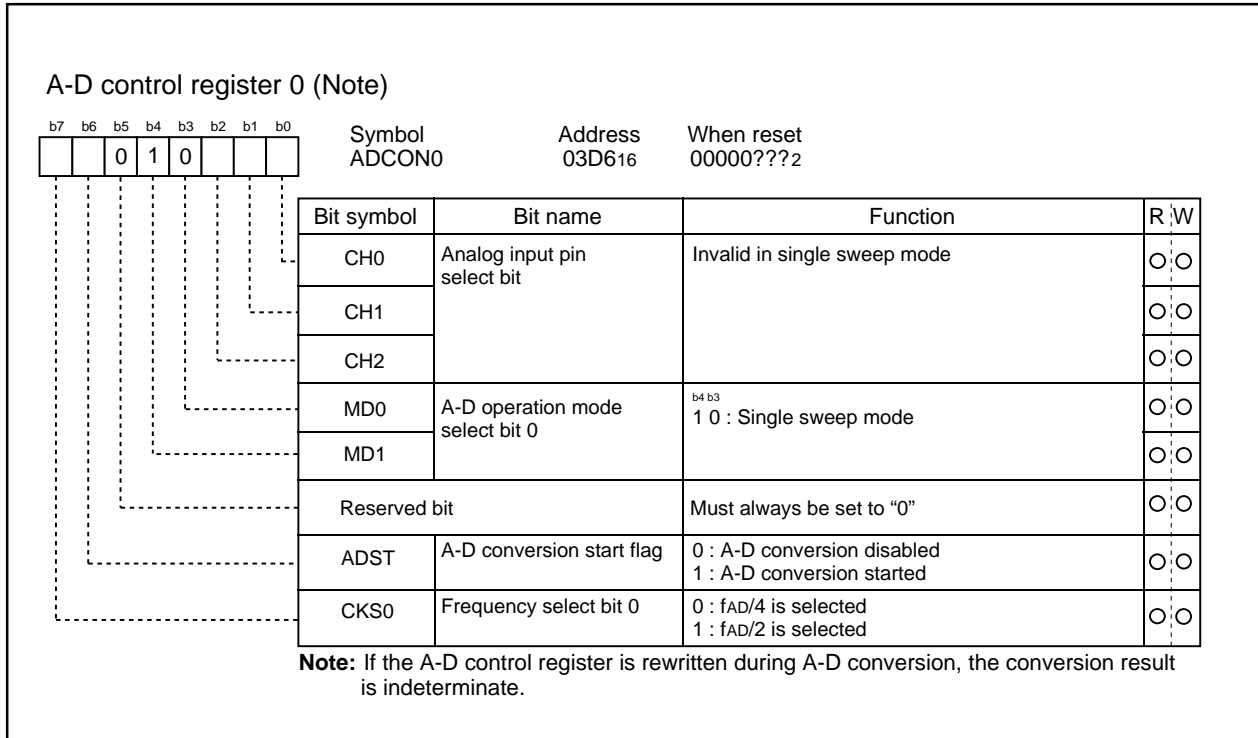 A-D control register 0 (Note)
b7 b6 b5 b4 b3 b2 b1 b0
0 1 0
Symbol Address When reset
ADCON0 03D616 00000???2
Bit symbol Bit name Function R W
CH0 Analog input pin select bit Invalid in single sweep mode O O
CH1 O O
CH2 O O
MD0 A-D operation mode select bit 0 b4 b3 1 0 : Single sweep mode O O
MD1 O O
Reserved bit Must always be set to “0” O O
ADST A-D conversion start flag 0 : A-D conversion disabled
1 : A-D conversion started O O
CKS0 Frequency select bit 0 0 : fAD/4 is selected
1 : fAD/2 is selected O O
Note: If the A-D control register is rewritten during A-D conversion, the conversion result
is indeterminate.